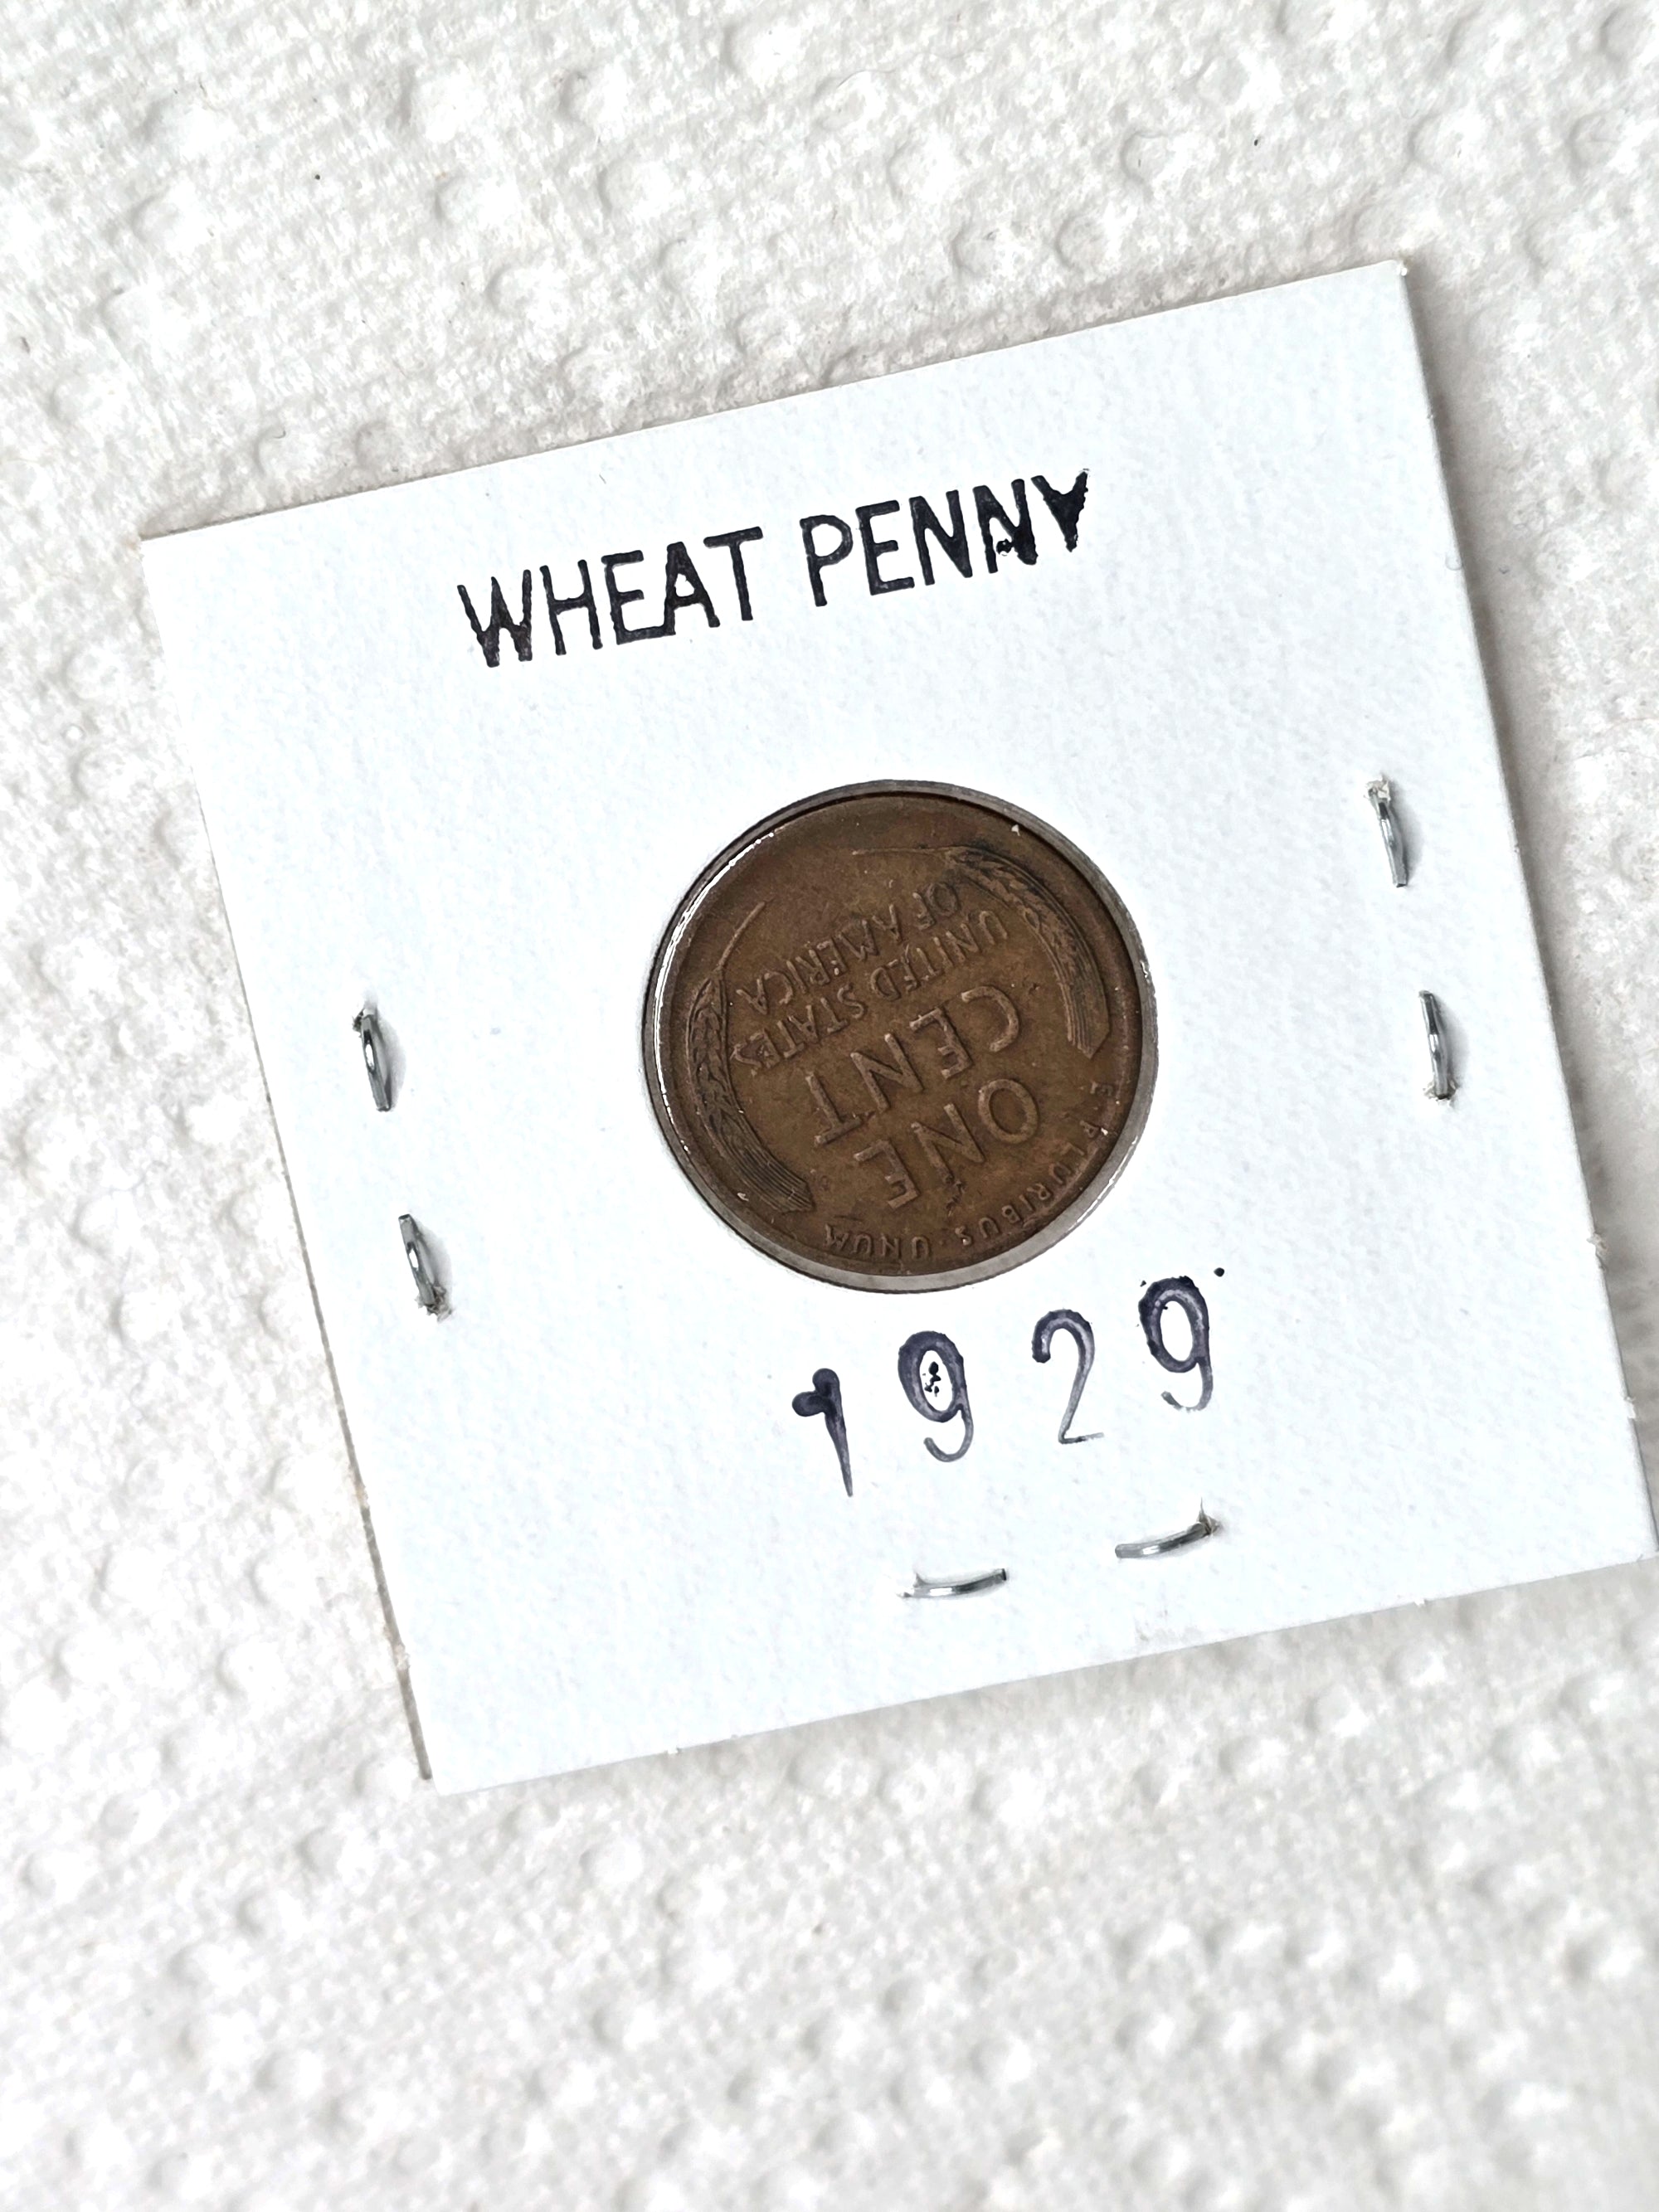 WHEAT PENNY
E · PLURIBUS · UNUM
ONE
CENT
UNITED STATES
OF AMERICA
1929